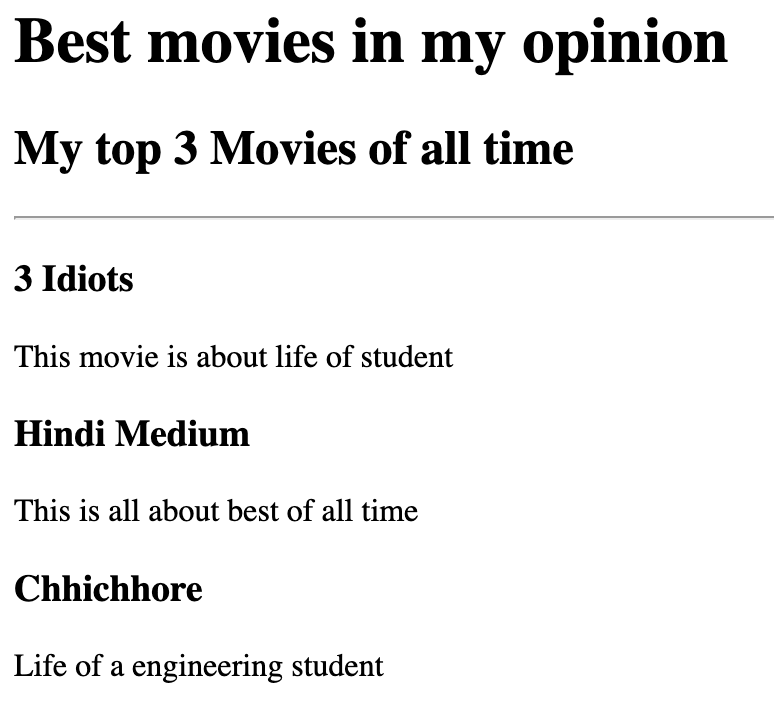 Best movies in my opinion
My top 3 Movies of all time
3 Idiots
This movie is about life of student
Hindi Medium
This is all about best of all time
Chhichhore
Life of a engineering student